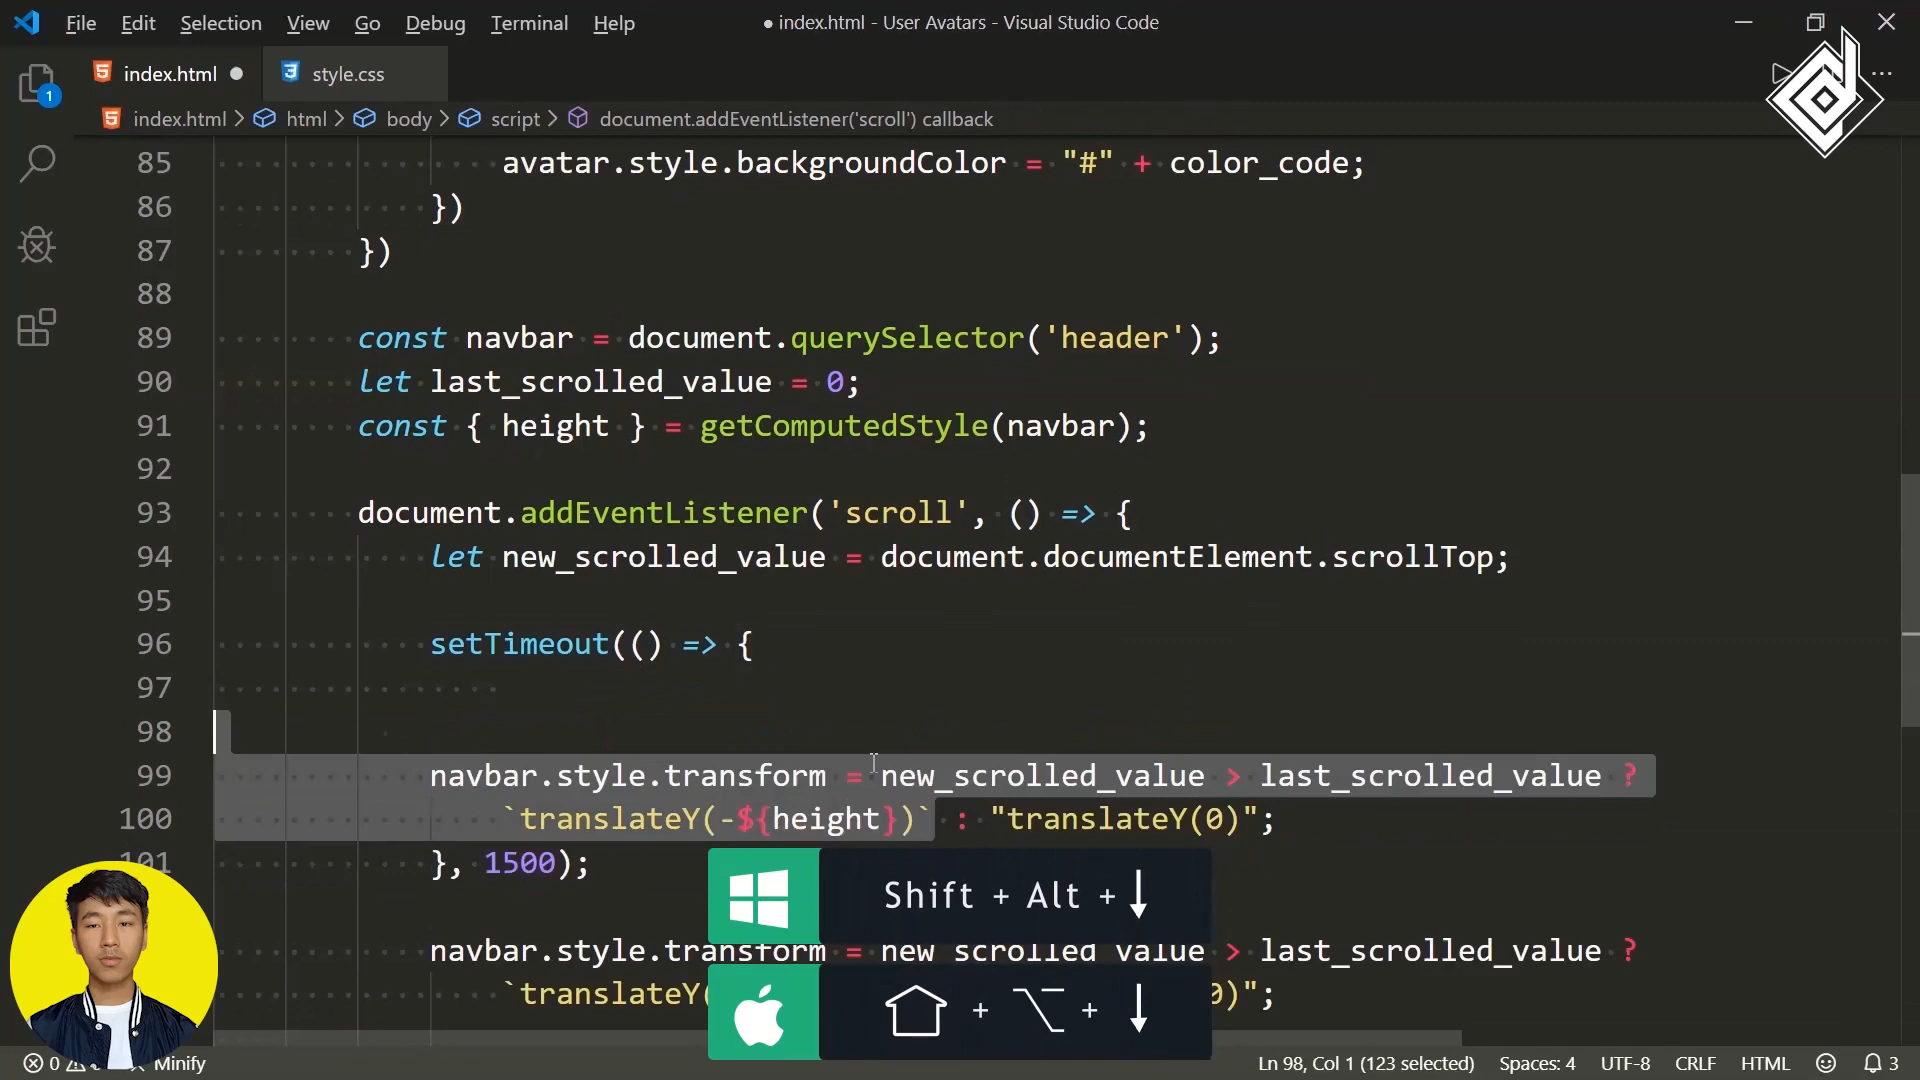 File Edit Selection View Go Debug Terminal Help ● index.html - User Avatars - Visual Studio Code
index.html ● style.css
index.html > html > body > script > document.addEventListener('scroll') callback
1
85 avatar.style.backgroundColor = "#" + color_code;
86 })
87 })
88
89 const navbar = document.querySelector('header');
90 let last_scrolled_value = 0;
91 const { height } = getComputedStyle(navbar);
92
93 document.addEventListener('scroll', () => {
94 let new_scrolled_value = document.documentElement.scrollTop;
95
96 setTimeout(() => {
97
98
99 navbar.style.transform = new_scrolled_value > last_scrolled_value ?
100 `translateY(-${height})` : "translateY(0)";
101 }, 1500);
Shift + Alt + ↓
navbar.style.transform = new_scrolled_value > last_scrolled_value ?
`translateY( 0)";
+ ⌥ + ↓
0 Minify Ln 98, Col 1 (123 selected) Spaces: 4 UTF-8 CRLF HTML 3